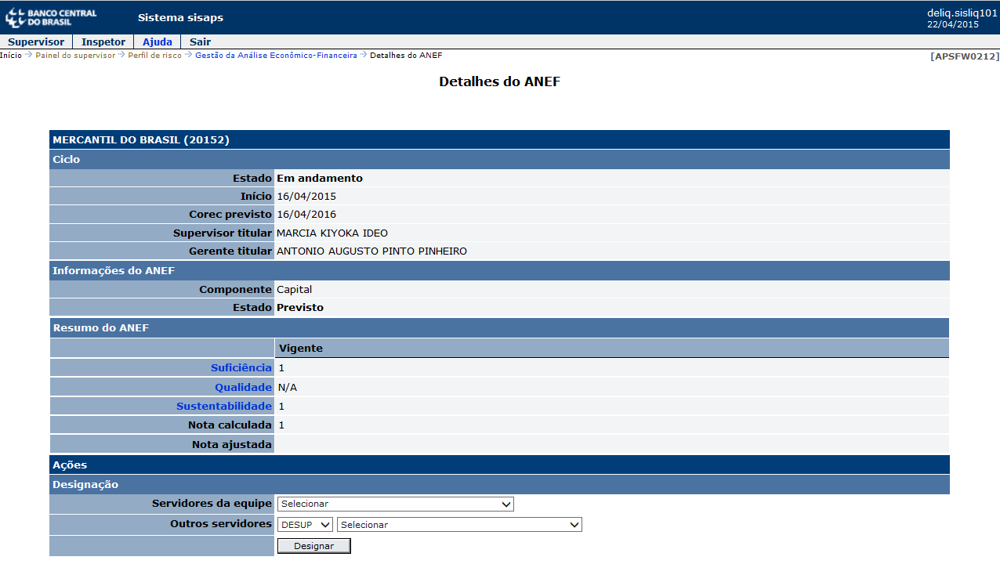 BANCO CENTRAL
DO BRASIL
Sistema sisaps
deliq.sisliq101
22/04/2015
Supervisor Inspetor Ajuda Sair
Início Painel do supervisor Perfil de risco Gestão da Análise Econômico-Financeira Detalhes do ANEF
[APSFW0212]
Detalhes do ANEF
MERCANTIL DO BRASIL (20152)
Ciclo
Estado Em andamento
Início 16/04/2015
Corec previsto 16/04/2016
Supervisor titular MARCIA KIYOKA IDEO
Gerente titular ANTONIO AUGUSTO PINTO PINHEIRO
Informações do ANEF
Componente Capital
Estado Previsto
Resumo do ANEF
Vigente
Suficiência 1
Qualidade N/A
Sustentabilidade 1
Nota calculada 1
Nota ajustada
Ações
Designação
Servidores da equipe Selecionar
Outros servidores DESUP Selecionar
Designar